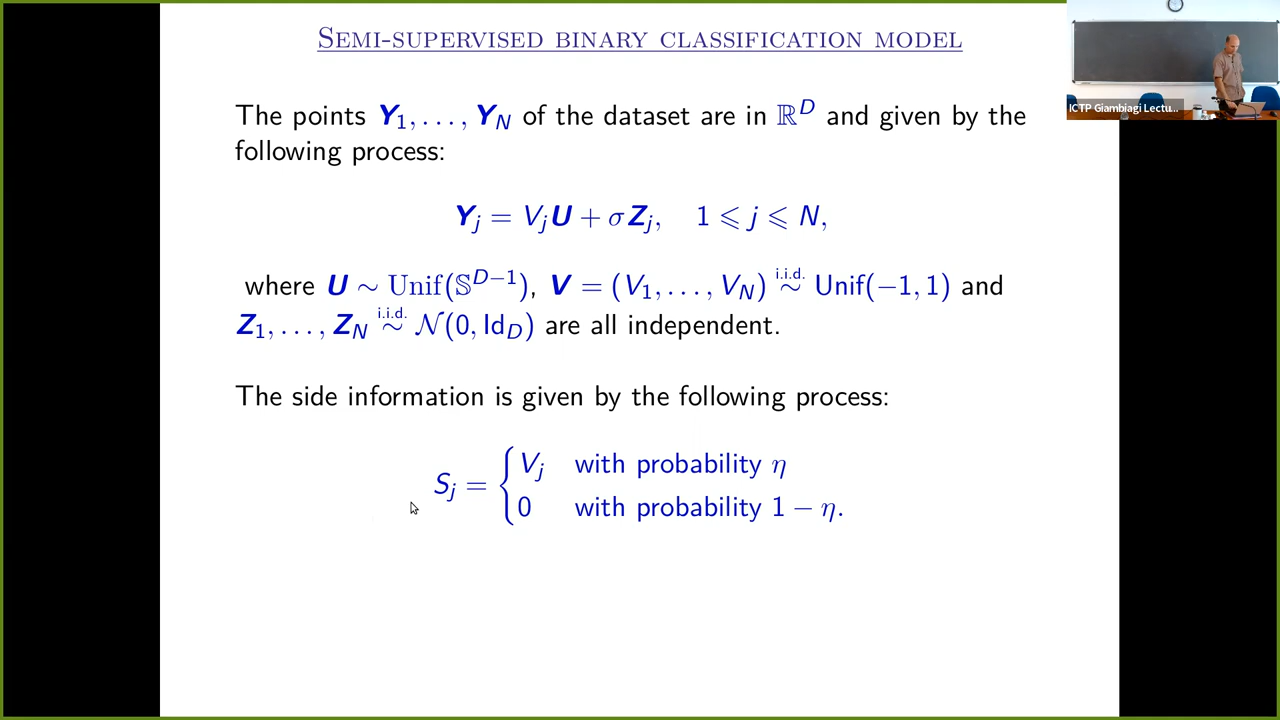 Semi-supervised binary classification model
The points Y₁, . . . , Y_N of the dataset are in ℝ^D and given by the
following process:
Y_j = V_j U + σZ_j,   1 ⩽ j ⩽ N,
where U ∼ Unif(𝕊^{D−1}), V = (V₁, . . . , V_N) i.i.d.∼ Unif(−1, 1) and
Z₁, . . . , Z_N i.i.d.∼ 𝒩(0, Id_D) are all independent.
The side information is given by the following process:
S_j = { V_j with probability η
0 with probability 1 − η.
ICTP Giambiagi Lectu...